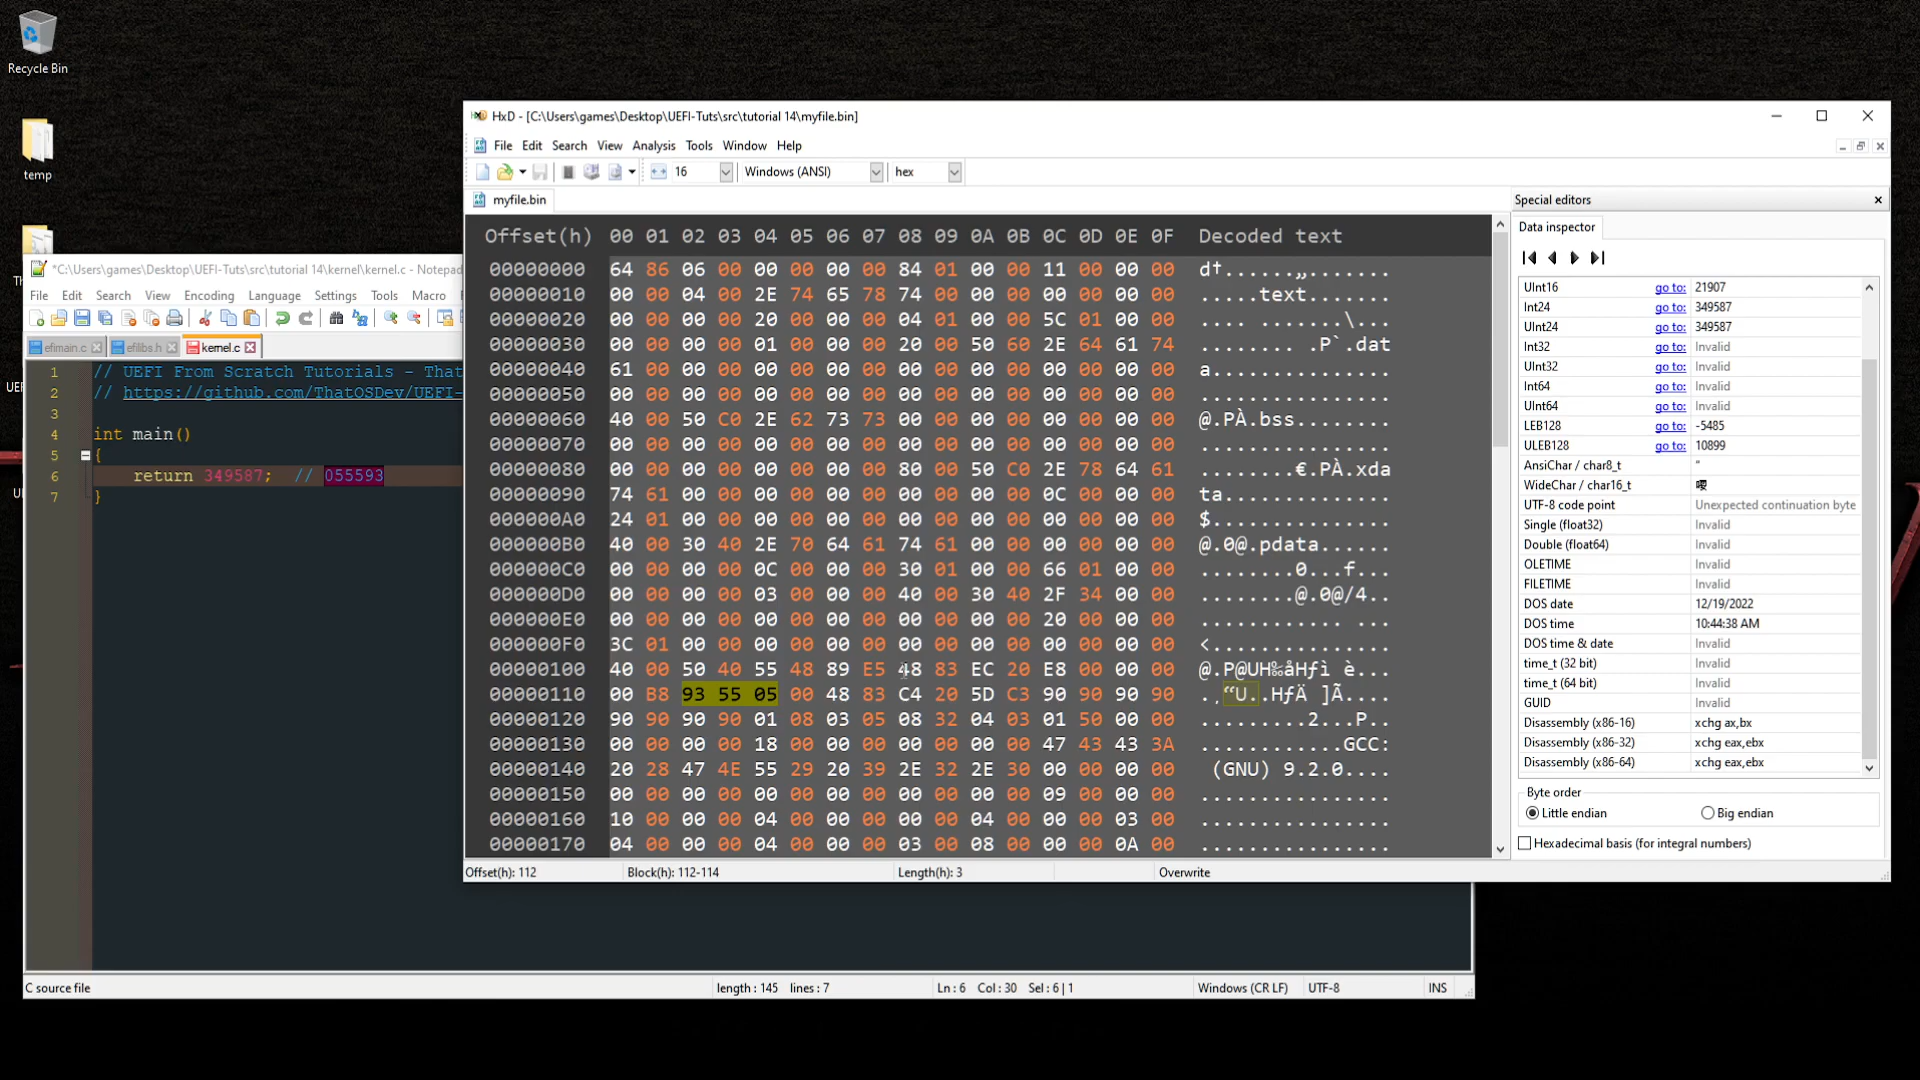 Recycle Bin
temp
HxD - [C:\Users\games\Desktop\UEFI-Tuts\src\tutorial 14\myfile.bin]
File Edit Search View Analysis Tools Window Help
16 Windows (ANSI) hex
myfile.bin
Offset(h) 00 01 02 03 04 05 06 07 08 09 0A 0B 0C 0D 0E 0F Decoded text
00000000 64 86 06 00 00 00 00 00 84 01 00 00 11 00 00 00 d†......„.......
00000010 00 00 04 00 2E 74 65 78 74 00 00 00 00 00 00 00 .....text.......
00000020 00 00 00 00 20 00 00 00 04 01 00 00 5C 01 00 00 .... .......\...
00000030 00 00 00 00 01 00 00 00 20 00 50 60 2E 64 61 74 ........ .P`.dat
00000040 61 00 00 00 00 00 00 00 00 00 00 00 00 00 00 00 a...............
00000050 00 00 00 00 00 00 00 00 00 00 00 00 00 00 00 00 ................
00000060 40 00 50 C0 2E 62 73 73 00 00 00 00 00 00 00 00 @.PÀ.bss........
00000070 00 00 00 00 00 00 00 00 00 00 00 00 00 00 00 00 ................
00000080 00 00 00 00 00 00 00 00 80 00 50 C0 2E 78 64 61 ........€.PÀ.xda
00000090 74 61 00 00 00 00 00 00 00 00 00 00 0C 00 00 00 ta..............
000000A0 24 01 00 00 00 00 00 00 00 00 00 00 00 00 00 00 $...............
000000B0 40 00 30 40 2E 70 64 61 74 61 00 00 00 00 00 00 @.0@.pdata......
000000C0 00 00 00 00 0C 00 00 00 30 01 00 00 66 01 00 00 ........0...f...
000000D0 00 00 00 00 03 00 00 00 40 00 30 40 2F 34 00 00 ........@.0@/4..
000000E0 00 00 00 00 00 00 00 00 00 00 00 00 20 00 00 00 ............ ...
000000F0 3C 01 00 00 00 00 00 00 00 00 00 00 00 00 00 00 <...............
00000100 40 00 50 40 55 48 89 E5 48 83 EC 20 E8 00 00 00 @.P@UH‰åHƒì è...
00000110 00 B8 93 55 05 00 48 83 C4 20 5D C3 90 90 90 90 .¸“U..HƒÄ ]Ã....
00000120 90 90 90 90 01 08 03 05 08 32 04 03 01 50 00 00 .........2...P..
00000130 00 00 00 00 18 00 00 00 00 00 00 00 47 43 43 3A ............GCC:
00000140 20 28 47 4E 55 29 20 39 2E 32 2E 30 00 00 00 00 (GNU) 9.2.0....
00000150 00 00 00 00 00 00 00 00 00 00 00 00 09 00 00 00 ................
00000160 10 00 00 00 04 00 00 00 00 00 04 00 00 00 03 00 ................
00000170 04 00 00 00 04 00 00 00 03 00 08 00 00 00 0A 00 ................
Offset(h): 112 Block(h): 112-114 Length(h): 3 Overwrite
Special editors
Data inspector
UInt16 go to: 21907
Int24 go to: 349587
UInt24 go to: 349587
Int32 go to: Invalid
UInt32 go to: Invalid
Int64 go to: Invalid
UInt64 go to: Invalid
LEB128 go to: -5485
ULEB128 go to: 10899
AnsiChar / char8_t “
WideChar / char16_t
UTF-8 code point Unexpected continuation byte
Single (float32) Invalid
Double (float64) Invalid
OLETIME Invalid
FILETIME Invalid
DOS date 12/19/2022
DOS time 10:44:38 AM
DOS time & date Invalid
time_t (32 bit) Invalid
time_t (64 bit) Invalid
GUID Invalid
Disassembly (x86-16) xchg ax,bx
Disassembly (x86-32) xchg eax,ebx
Disassembly (x86-64) xchg eax,ebx
Byte order
Little endian Big endian
Hexadecimal basis (for integral numbers)
*C:\Users\games\Desktop\UEFI-Tuts\src\tutorial 14\kernel\kernel.c - Notepad
File Edit Search View Encoding Language Settings Tools Macro
efimain.c efilibs.h kernel.c
1 // UEFI From Scratch Tutorials - That
2 // https://github.com/ThatOSDev/UEFI-
3
4 int main()
5 {
6 return 349587; // 055593
7 }
C source file length : 145 lines : 7 Ln : 6 Col : 30 Sel : 6 | 1 Windows (CR LF) UTF-8 INS